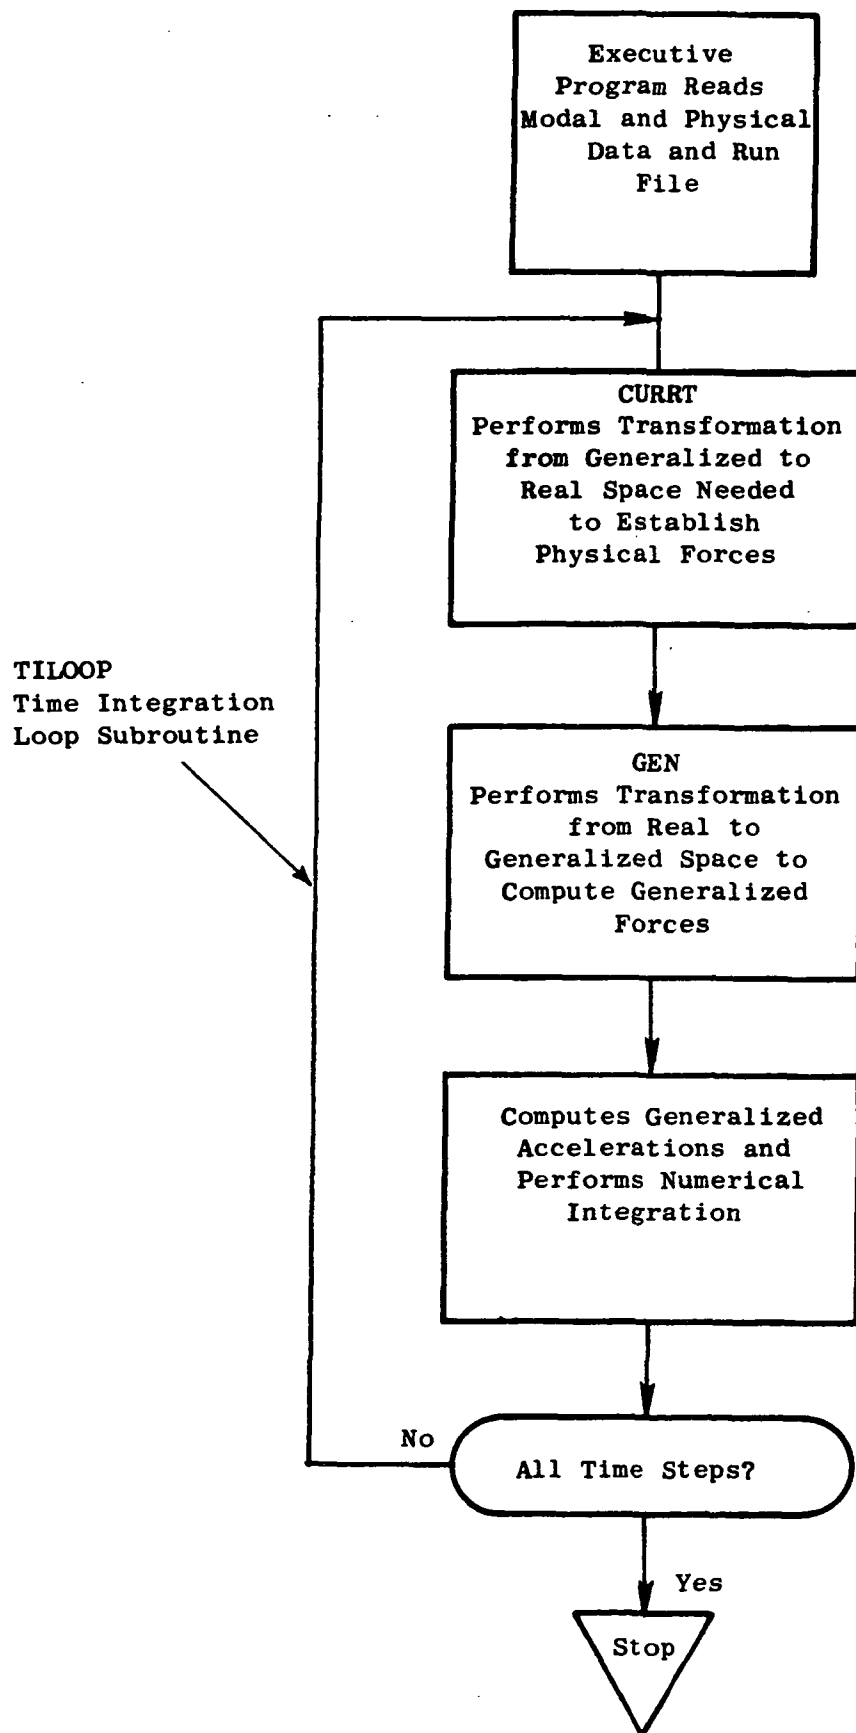 Executive
Program Reads
Modal and Physical
Data and Run
File
CURRT
Performs Transformation
from Generalized to
Real Space Needed
to Establish
Physical Forces
TILOOP
Time Integration
Loop Subroutine
GEN
Performs Transformation
from Real to
Generalized Space to
Compute Generalized
Forces
Computes Generalized
Accelerations and
Performs Numerical
Integration
No
All Time Steps?
Yes
Stop